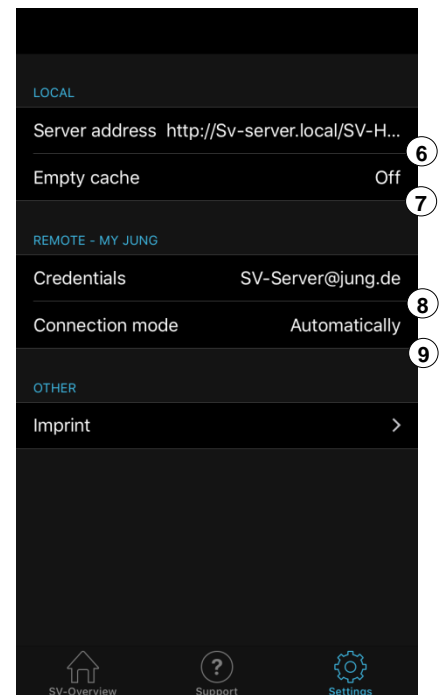 LOCAL
Server address http://Sv-server.local/SV-H...
6
Empty cache Off
7
REMOTE - MY JUNG
Credentials SV-Server@jung.de
8
Connection mode Automatically
9
OTHER
Imprint >
?
SV-Overview Support Settings